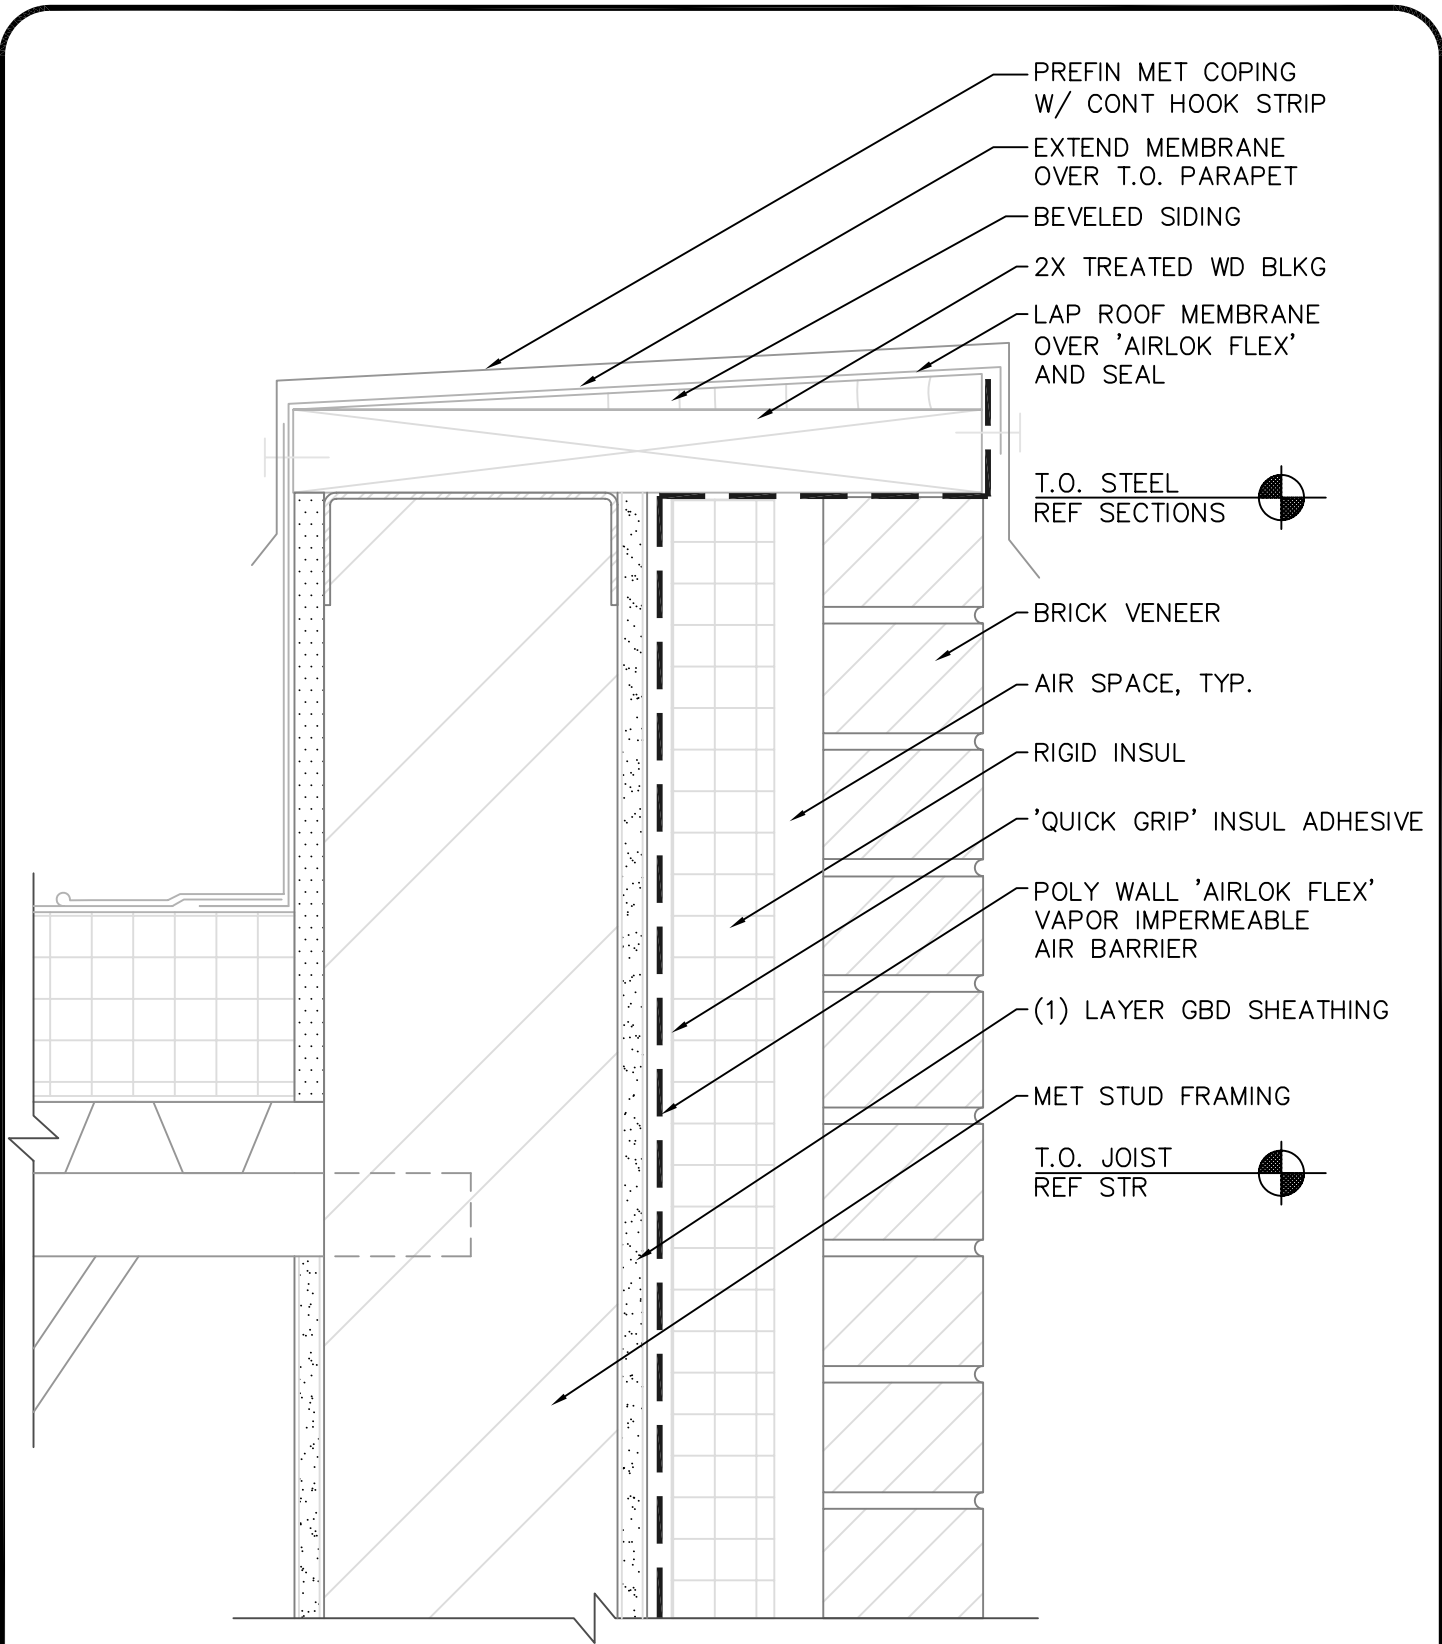 PREFIN MET COPING
W/ CONT HOOK STRIP
EXTEND MEMBRANE
OVER T.O. PARAPET
BEVELED SIDING
2X TREATED WD BLKG
LAP ROOF MEMBRANE
OVER 'AIRLOK FLEX'
AND SEAL
T.O. STEEL
REF SECTIONS
BRICK VENEER
AIR SPACE, TYP.
RIGID INSUL
'QUICK GRIP' INSUL ADHESIVE
POLY WALL 'AIRLOK FLEX'
VAPOR IMPERMEABLE
AIR BARRIER
(1) LAYER GBD SHEATHING
MET STUD FRAMING
T.O. JOIST
REF STR